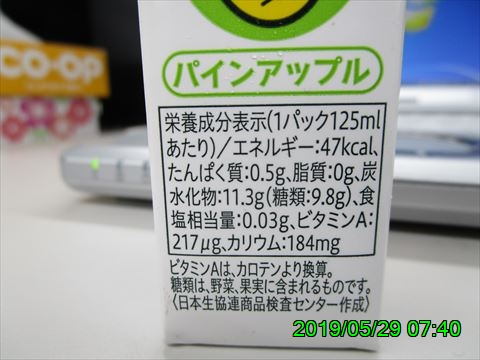 CO-OP
パインアップル
栄養成分表示(1パック125ml
あたり)/エネルギー:47kcal、
たんぱく質:0.5g、脂質:0g、炭
水化物:11.3g(糖類:9.8g)、食
塩相当量:0.03g、ビタミンA:
217μg、カリウム:184mg
ビタミンAは、カロテンより換算。
糖類は、野菜、果実に含まれるものです。
〈日本生協連商品検査センター作成〉
2019/05/29 07:40